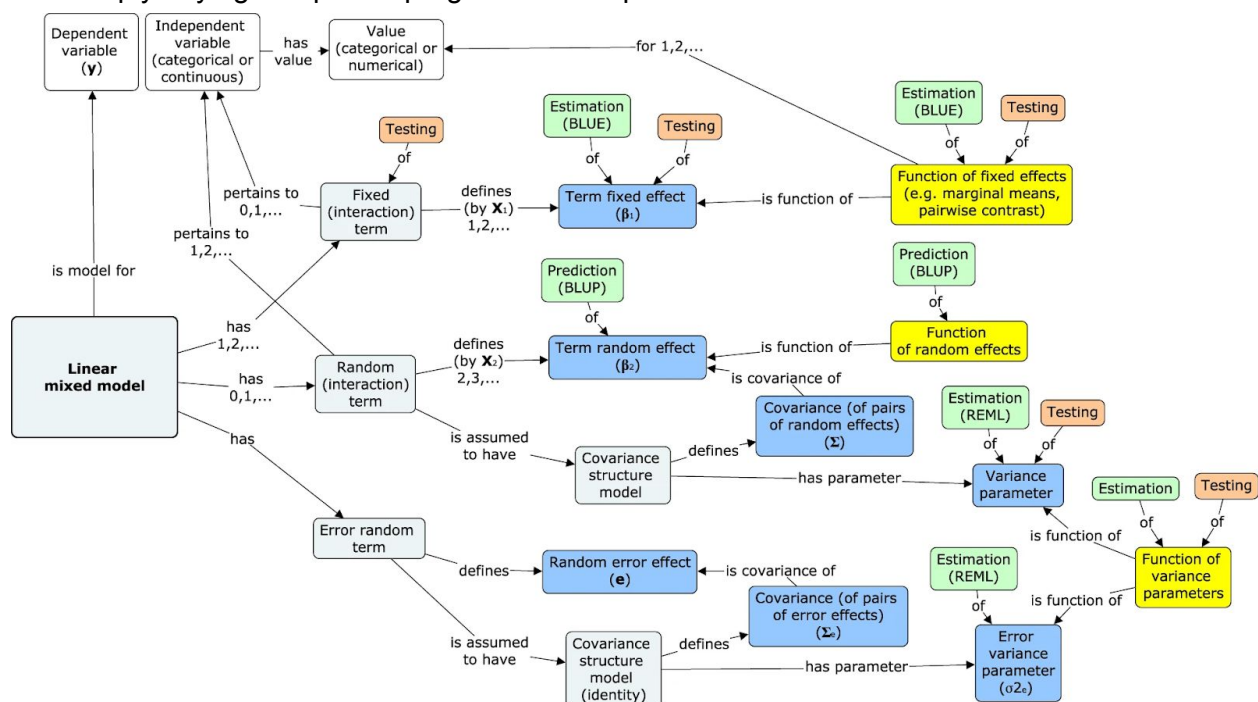 Dependent
variable
(y)
Independent
variable
(categorical or
continuous)
has
value
Value
(categorical or
numerical)
for 1,2,...
Estimation
(BLUE)
Testing
of
of
Function of fixed effects
(e.g. marginal means,
pairwise contrast)
Testing
of
Estimation
(BLUE)
Testing
of
of
pertains to
0,1,...
Fixed
(interaction)
term
defines
(by X₁)
1,2,...
Term fixed effect
(β₁)
is function of
pertains to
1,2,...
is model for
Prediction
(BLUP)
of
Prediction
(BLUP)
of
Linear
mixed model
has
1,2,...
has
0,1,...
Random
(interaction)
term
defines
(by X₂)
2,3,...
Term random effect
(β₂)
is function of
Function
of random effects
is covariance of
has
is assumed
to have
Covariance
structure
model
defines
Covariance (of pairs
of random effects)
(Σ)
Estimation
(REML)
Testing
of
of
has parameter
Variance
parameter
Estimation
Testing
of
of
is function of
Function of
variance
parameters
is function of
Error random
term
defines
Random error effect
(e)
is covariance of
Estimation
(REML)
of
is assumed
to have
Covariance
structure
model
(identity)
defines
Covariance (of pairs
of error effects)
(Σₑ)
has parameter
Error
variance
parameter
(σ2ₑ)